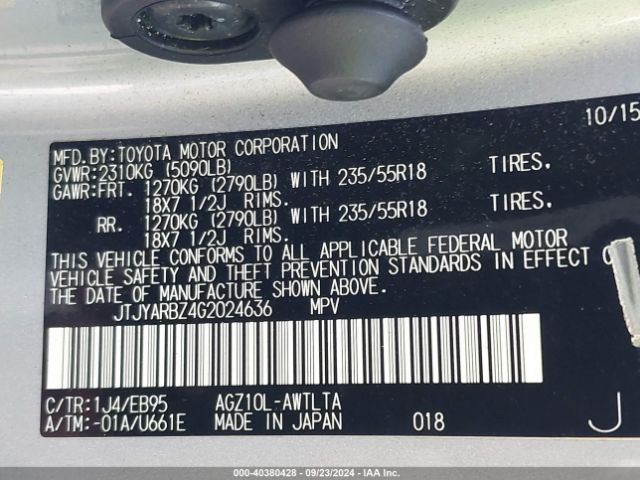 10/15
MFD.BY:TOYOTA MOTOR CORPORATION
GVWR:2310KG (5090LB)
GAWR:FRT. 1270KG (2790LB) WITH 235/55R18 TIRES.
18X7 1/2J RIMS.
RR. 1270KG (2790LB) WITH 235/55R18 TIRES.
18X7 1/2J RIMS.
THIS VEHICLE CONFORMS TO ALL APPLICABLE FEDERAL MOTOR
VEHICLE SAFETY AND THEFT PREVENTION STANDARDS IN EFFECT
THE DATE OF MANUFACTURE SHOWN ABOVE.
JTJYARBZ4G2024636 MPV
C/TR:1J4/EB95 AGZ10L-AWTLTA
A/TM:-01A/U661E MADE IN JAPAN 018 J
000-40380428 - 09/23/2024 - IAA Inc.